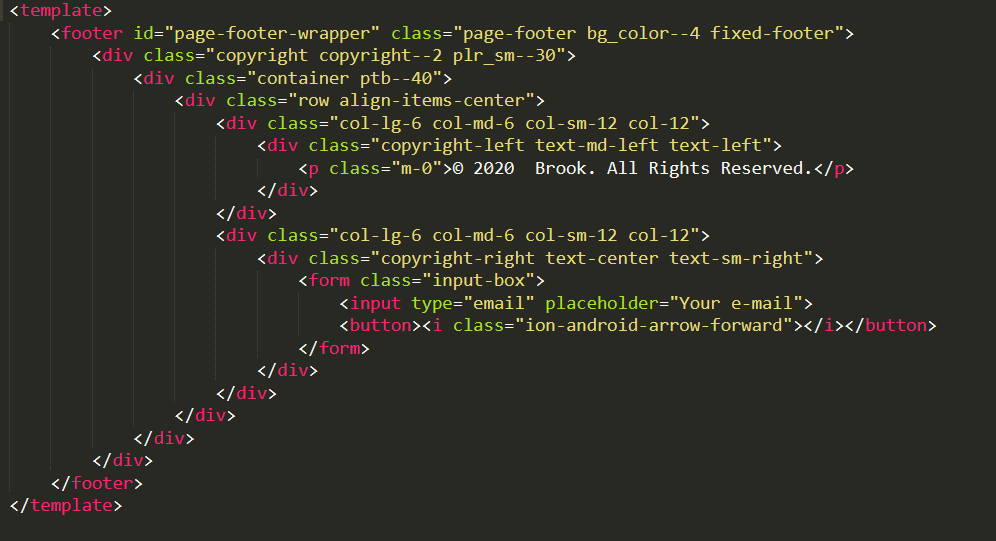 <template>
    <footer id="page-footer-wrapper" class="page-footer bg_color--4 fixed-footer">
        <div class="copyright copyright--2 plr_sm--30">
            <div class="container ptb--40">
                <div class="row align-items-center">
                    <div class="col-lg-6 col-md-6 col-sm-12 col-12">
                        <div class="copyright-left text-md-left text-left">
                            <p class="m-0">© 2020  Brook. All Rights Reserved.</p>
                        </div>
                    </div>
                    <div class="col-lg-6 col-md-6 col-sm-12 col-12">
                        <div class="copyright-right text-center text-sm-right">
                            <form class="input-box">
                                <input type="email" placeholder="Your e-mail">
                                <button><i class="ion-android-arrow-forward"></i></button>
                            </form>
                        </div>
                    </div>
                </div>
            </div>
        </div>
    </footer>
</template>